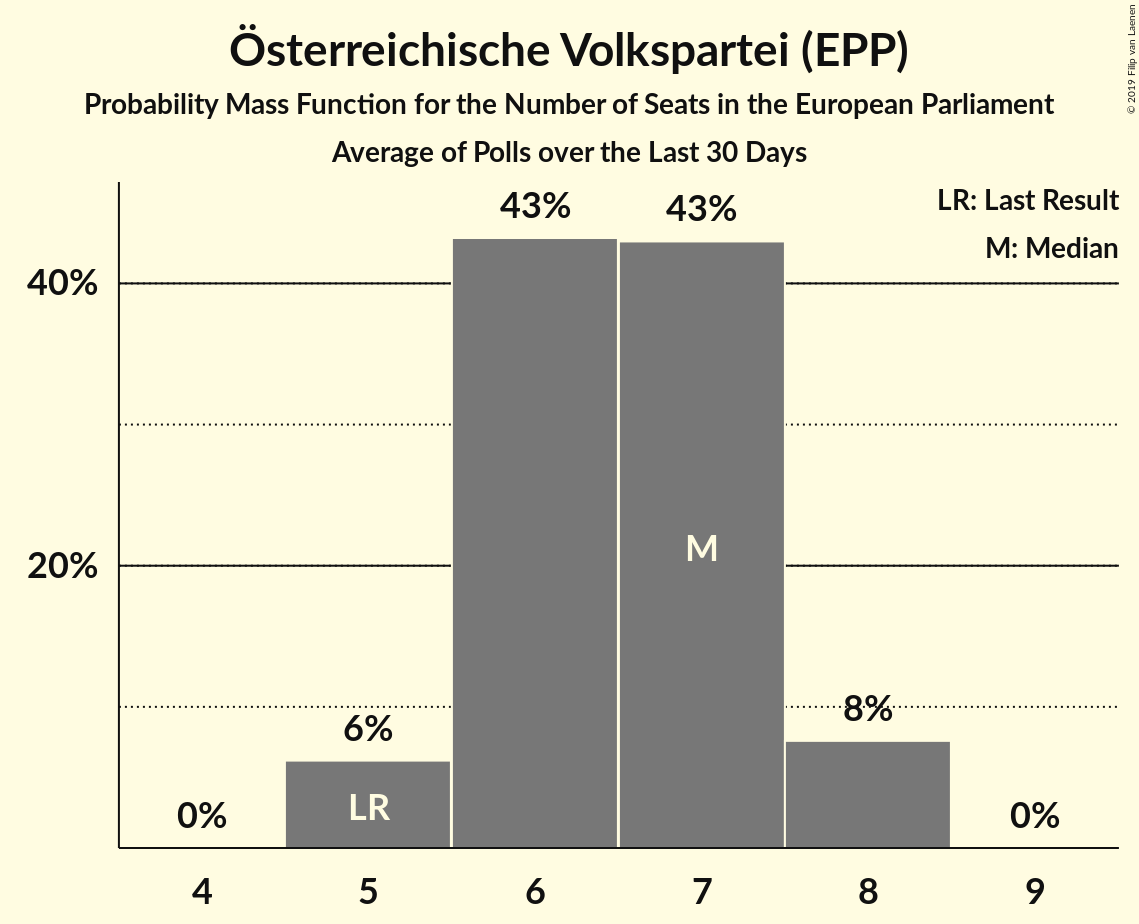 Österreichische Volkspartei (EPP)
Probability Mass Function for the Number of Seats in the European Parliament
Average of Polls over the Last 30 Days
© 2019 Filip van Laenen
LR: Last Result
M: Median
43%
43%
40%
M
20%
8%
6%
LR
0%
0%
4
5
6
7
8
9